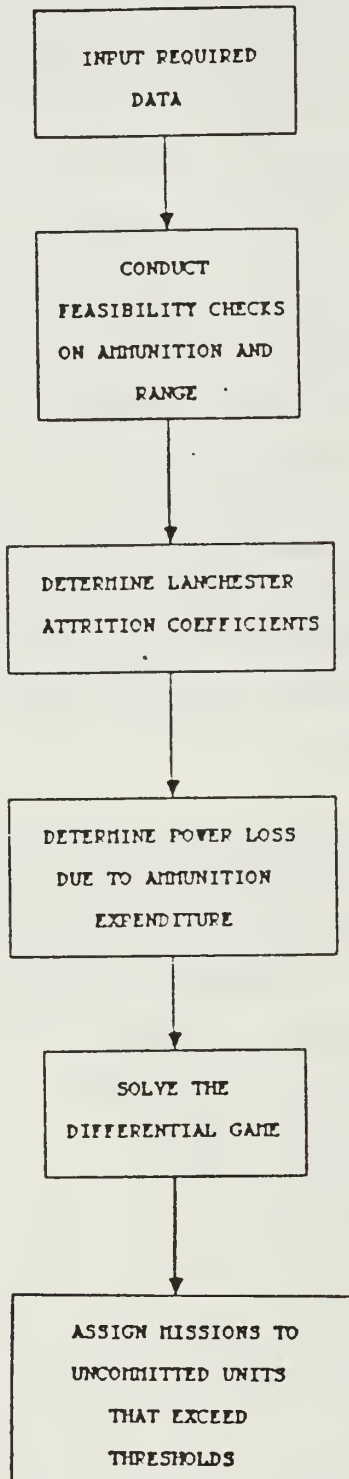 INPUT REQUIRED
DATA
CONDUCT
FEASIBILITY CHECKS
ON AMMUNITION AND
RANGE
DETERMINE LANCHESTER
ATTRITION COEFFICIENTS
DETERMINE POWER LOSS
DUE TO AMMUNITION
EXPENDITURE
SOLVE THE
DIFFERENTIAL GAME
ASSIGN MISSIONS TO
UNCOMMITTED UNITS
THAT EXCEED
THRESHOLDS